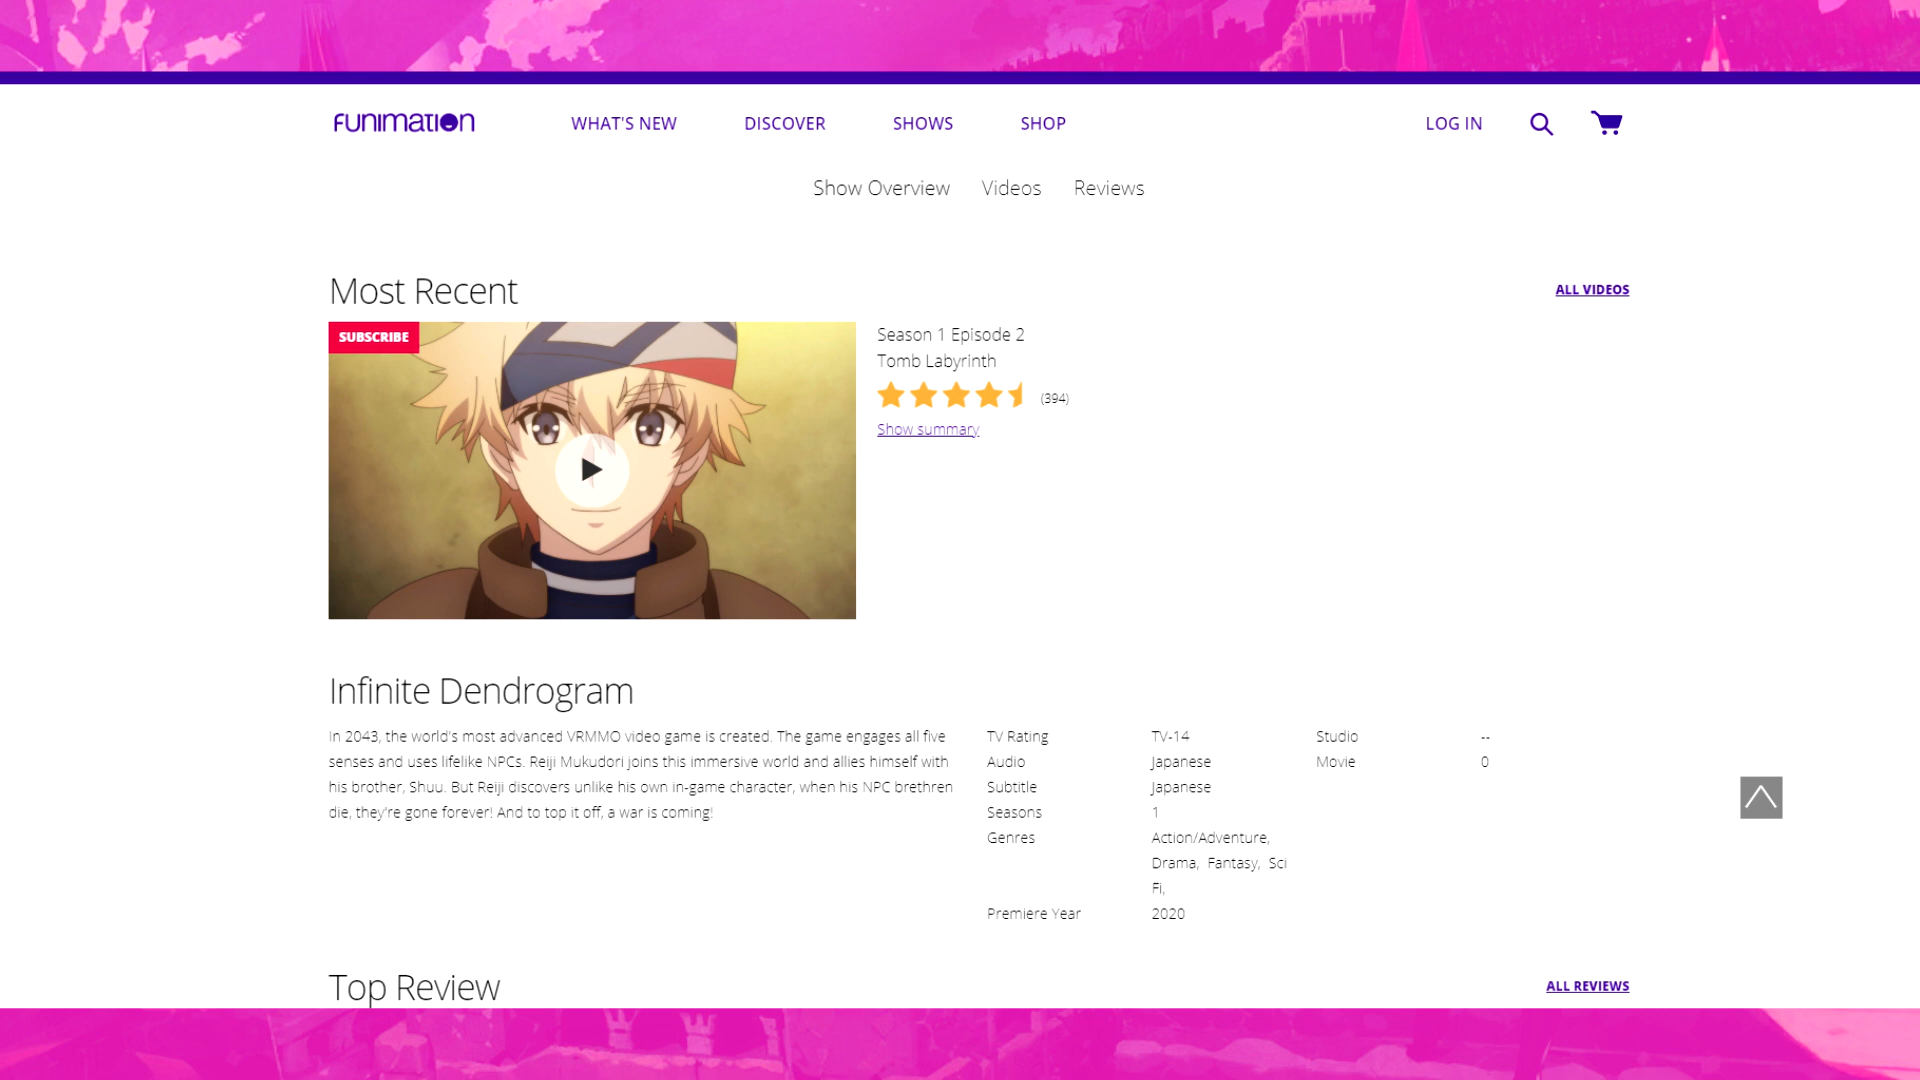 FUNIMATION
WHAT'S NEW
DISCOVER
SHOWS
SHOP
LOG IN
Show Overview
Videos
Reviews
Most Recent
ALL VIDEOS
SUBSCRIBE
Season 1 Episode 2
Tomb Labyrinth
(394)
Show summary
Infinite Dendrogram
In 2043, the world's most advanced VRMMO video game is created. The game engages all five
senses and uses lifelike NPCs. Reiji Mukudori joins this immersive world and allies himself with
his brother, Shuu. But Reiji discovers unlike his own in-game character, when his NPC brethren
die, they're gone forever! And to top it off, a war is coming!
TV Rating TV-14
Audio Japanese
Subtitle Japanese
Seasons 1
Genres Action/Adventure,
Drama, Fantasy, Sci
Fi,
Premiere Year 2020
Studio --
Movie 0
Top Review
ALL REVIEWS